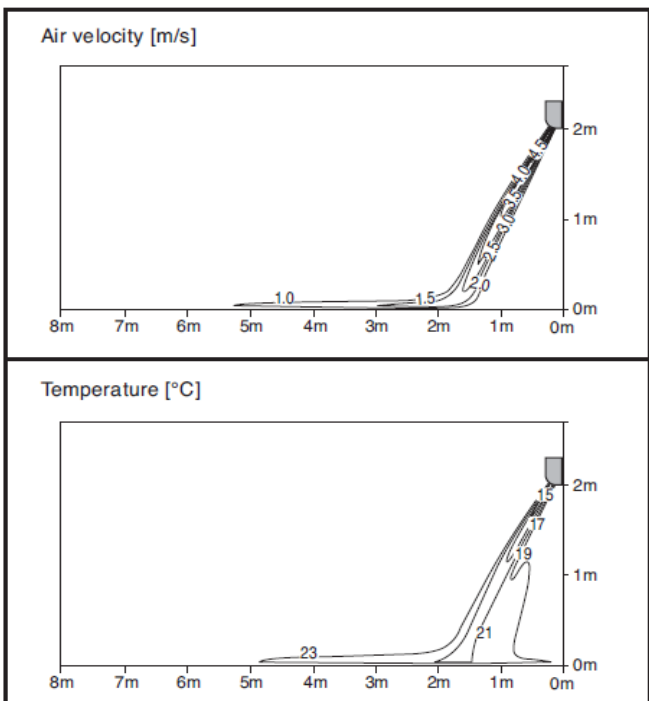 Air velocity [m/s]
2m
4.5
4.0
3.5
1m
3.0
2.5
2.0
1.0 1.5
0m
8m 7m 6m 5m 4m 3m 2m 1m 0m
Temperature [°C]
2m
15
17
19
1m
21
23
0m
8m 7m 6m 5m 4m 3m 2m 1m 0m